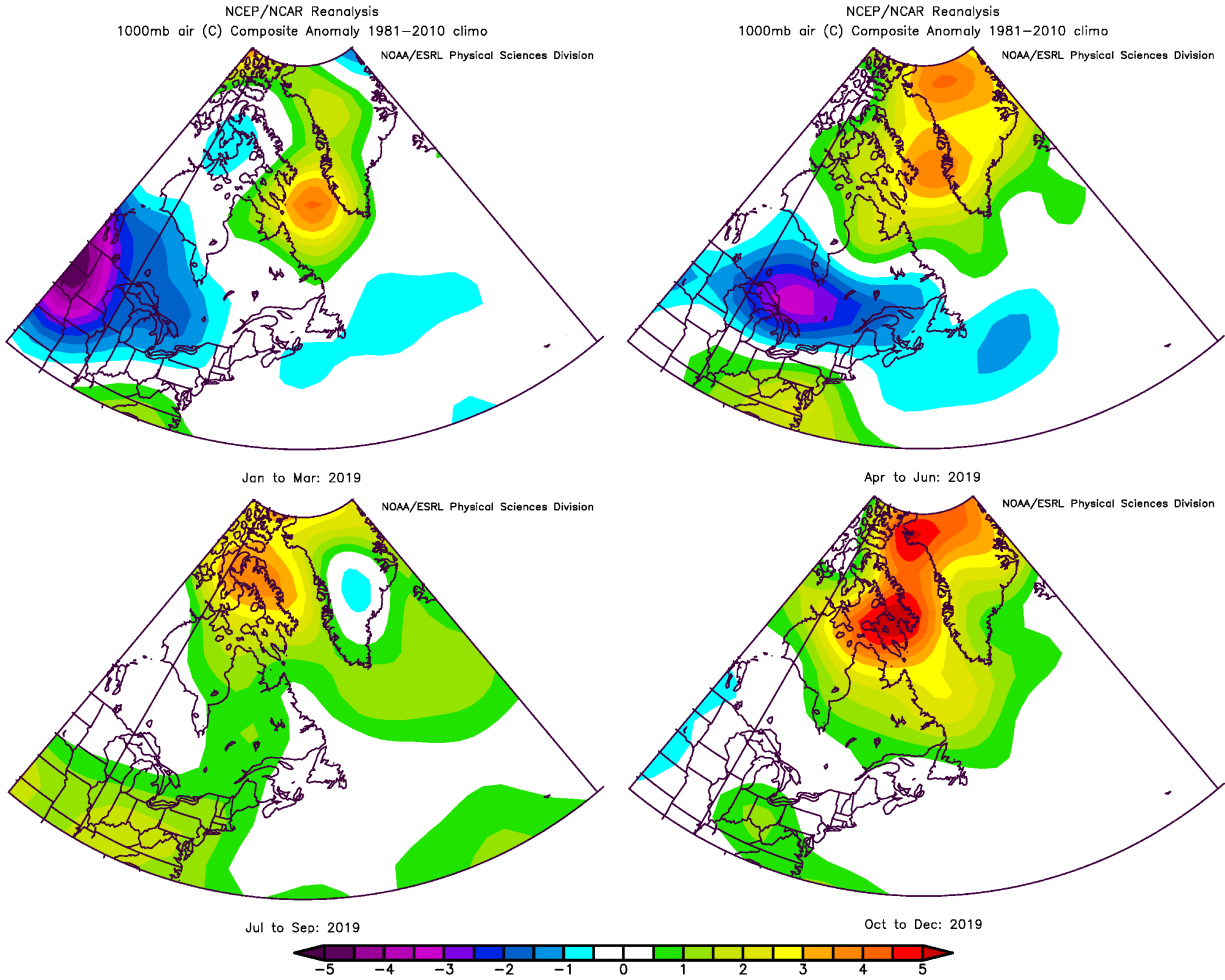 NCEP/NCAR Reanalysis
1000mb air (C) Composite Anomaly 1981-2010 climo
NOAA/ESRL Physical Sciences Division
NCEP/NCAR Reanalysis
1000mb air (C) Composite Anomaly 1981-2010 climo
NOAA/ESRL Physical Sciences Division
Jan to Mar: 2019
Apr to Jun: 2019
NOAA/ESRL Physical Sciences Division
NOAA/ESRL Physical Sciences Division
Jul to Sep: 2019
Oct to Dec: 2019
-5 -4 -3 -2 -1 0 1 2 3 4 5